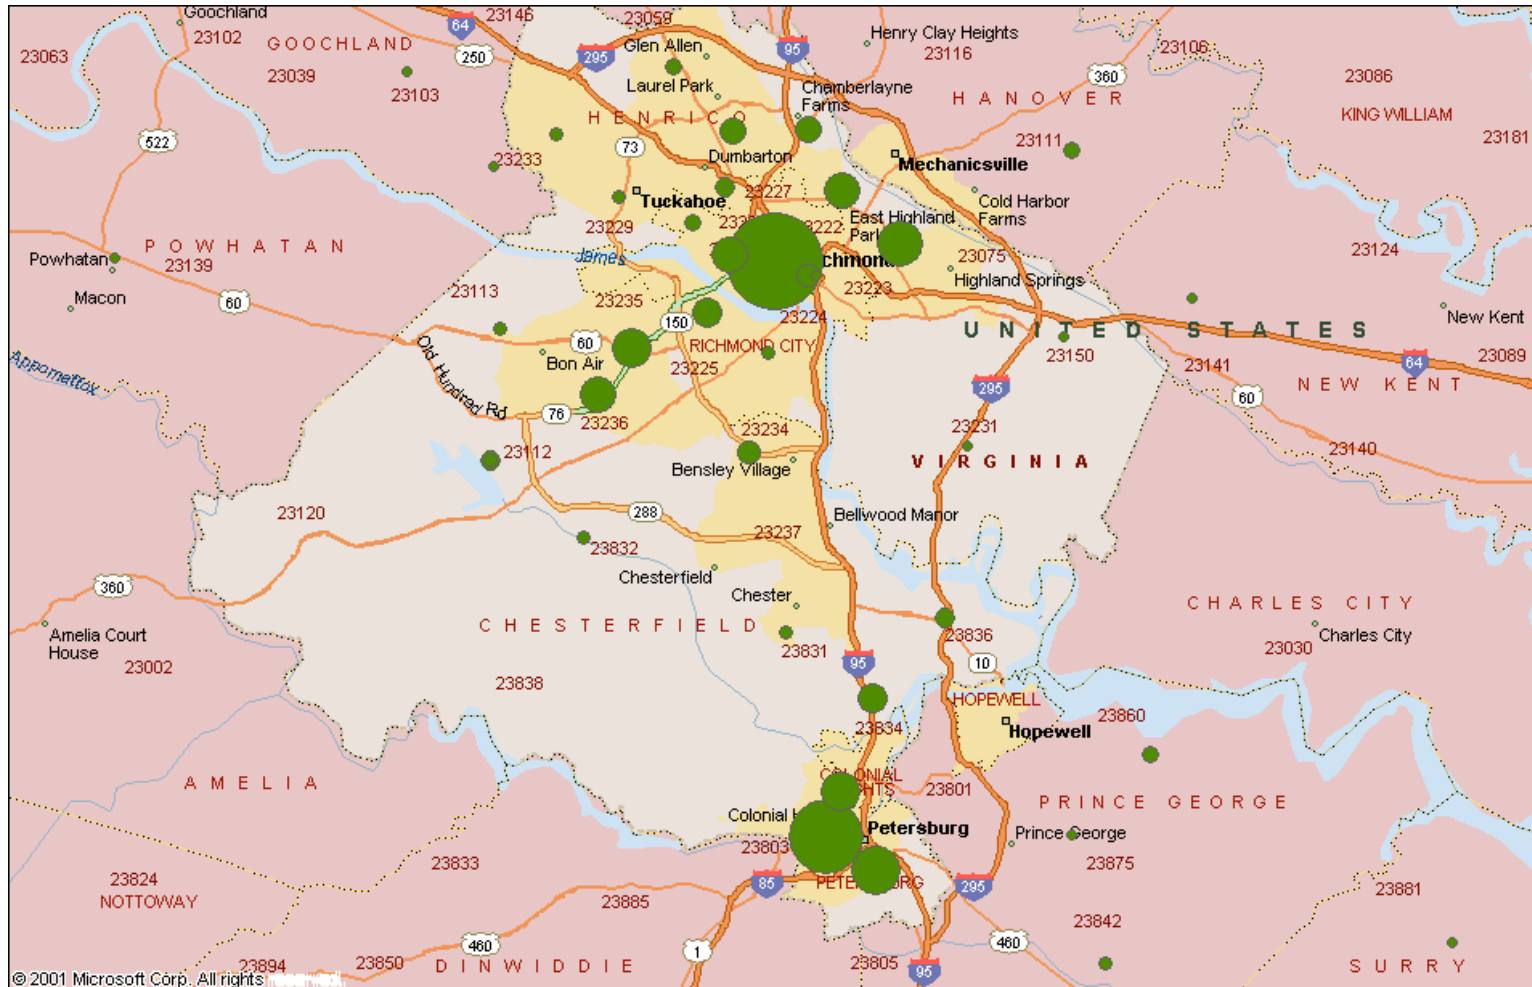 Goochland
23146
23059
64
23102
GOOCHLAND
250
295
Glen Allen
95
Henry Clay Heights
23116
23106
23063
23039
23103
Laurel Park
Chamberlayne
Farms
360
23086
HANOVER
KING WILLIAM
HENRICO
522
73
23111
23181
23233
Dumbarton
Mechanicsville
Tuckahoe
23227
Cold Harbor
Farms
23229
23222
East Highland
Park
POWHATAN
Powhatan
23139
James
23075
23124
Highland Springs
23113
23235
23223
Macon
60
150
23224
UNITED STATES
New Kent
60
RICHMOND CITY
23150
Old Hundred Rd
Bon Air
23225
23141
64
23089
Appomattox
295
NEW KENT
60
76
23236
23234
23231
23140
23112
Bensley Village
VIRGINIA
23120
288
Bellwood Manor
23237
23832
Chesterfield
360
Chester
CHARLES CITY
Amelia Court
House
CHESTERFIELD
23836
Charles City
23002
23831
95
10
23030
23838
HOPEWELL
23860
23834
Hopewell
AMELIA
COLONIAL
23801
PRINCE GEORGE
Colonial
Petersburg
Prince George
23803
23833
23875
23824
85
295
23881
NOTTOWAY
23885
23842
460
1
460
23894
23850
DINWIDDIE
23805
95
SURRY
© 2001 Microsoft Corp. All rights